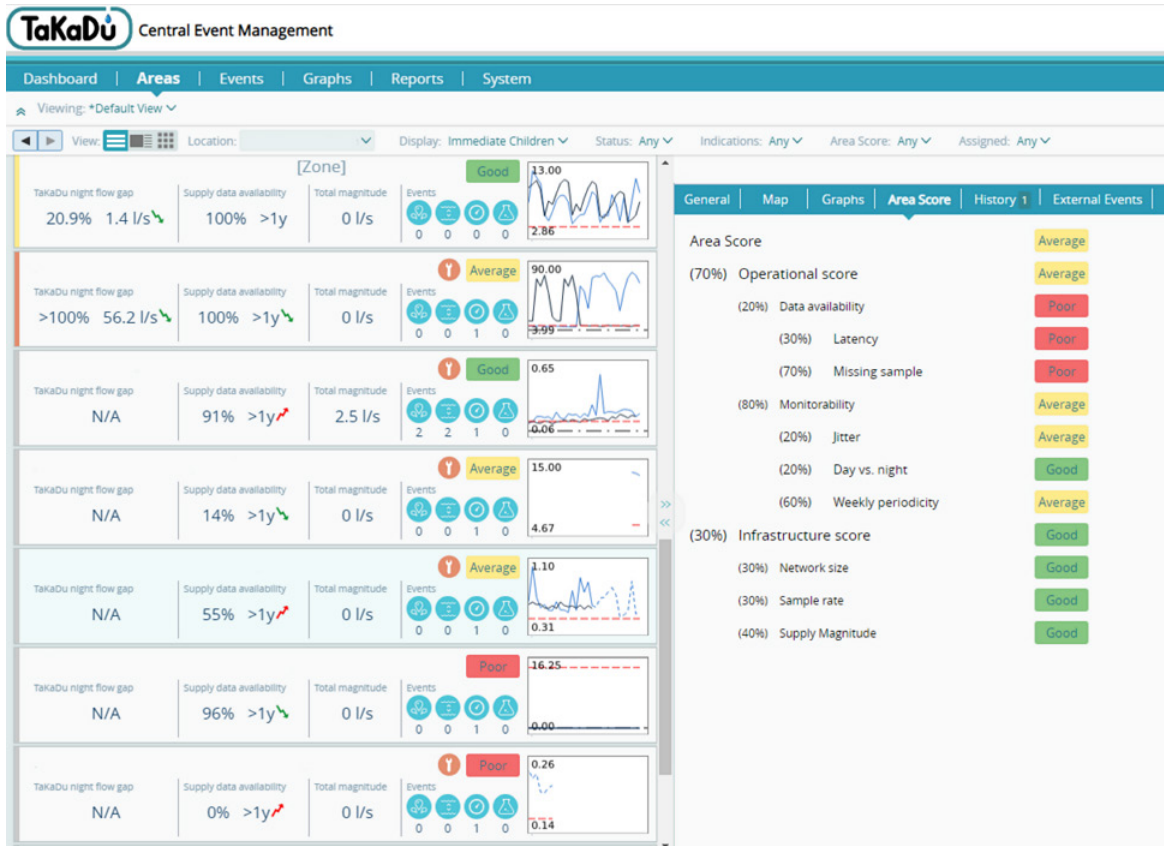 TaKaDu Central Event Management
Dashboard | Areas | Events | Graphs | Reports | System
Viewing: *Default View
View: Location: Display: Immediate Children Status: Any Indications: Any Area Score: Any Assigned: Any
[Zone] Good 13.00
TaKaDu night flow gap Supply data availability Total magnitude Events
20.9% 1.4 l/s 100% >1y 0 l/s
0 0 0 0 2.86
Average 90.00
TaKaDu night flow gap Supply data availability Total magnitude Events
>100% 56.2 l/s 100% >1y 0 l/s
0 0 1 0 3.99
Good 0.65
TaKaDu night flow gap Supply data availability Total magnitude Events
N/A 91% >1y 2.5 l/s
2 2 1 0 0.06
Average 15.00
TaKaDu night flow gap Supply data availability Total magnitude Events
N/A 14% >1y 0 l/s
0 0 1 0 4.67
Average 1.10
TaKaDu night flow gap Supply data availability Total magnitude Events
N/A 55% >1y 0 l/s
0 0 1 0 0.31
Poor 16.25
TaKaDu night flow gap Supply data availability Total magnitude Events
N/A 96% >1y 0 l/s
0 0 1 0 0.00
Poor 0.26
TaKaDu night flow gap Supply data availability Total magnitude Events
N/A 0% >1y 0 l/s
0 0 1 0 0.14
General | Map | Graphs | Area Score | History 1 | External Events |
Area Score Average
(70%) Operational score Average
(20%) Data availability Poor
(30%) Latency Poor
(70%) Missing sample Poor
(80%) Monitorability Average
(20%) Jitter Average
(20%) Day vs. night Good
(60%) Weekly periodicity Average
(30%) Infrastructure score Good
(30%) Network size Good
(30%) Sample rate Good
(40%) Supply Magnitude Good